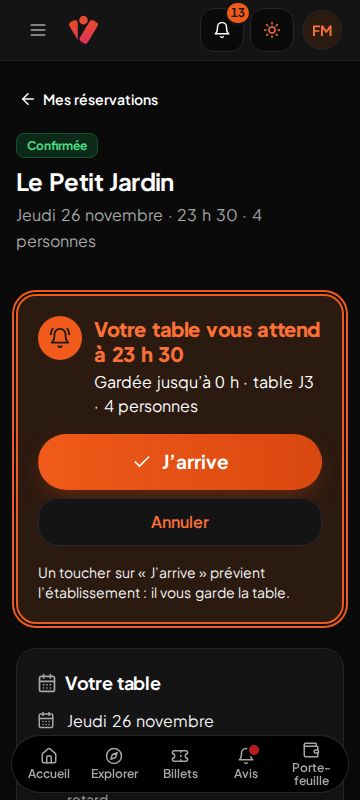 13
FM
Mes réservations
Confirmée
Le Petit Jardin
Jeudi 26 novembre · 23 h 30 · 4
personnes
Votre table vous attend
à 23 h 30
Gardée jusqu’à 0 h · table J3
· 4 personnes
J’arrive
Annuler
Un toucher sur « J’arrive » prévient
l’établissement : il vous garde la table.
Votre table
Jeudi 26 novembre
Accueil
Explorer
Billets
Avis
Porte-
feuille
retard